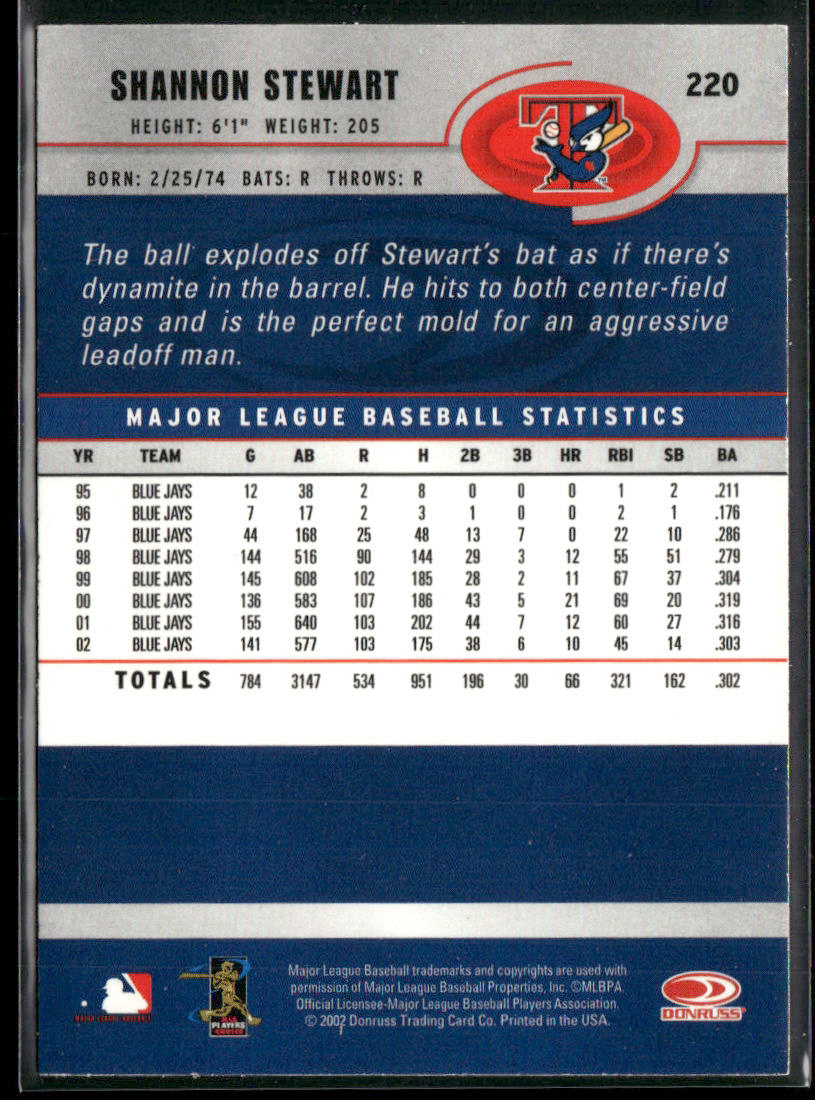 SHANNON STEWART
220
HEIGHT: 6'1" WEIGHT: 205
BORN: 2/25/74 BATS: R THROWS: R
T
The ball explodes off Stewart's bat as if there's
dynamite in the barrel. He hits to both center-field
gaps and is the perfect mold for an aggressive
leadoff man.
MAJOR LEAGUE BASEBALL STATISTICS
YR TEAM G AB R H 2B 3B HR RBI SB BA
95 BLUE JAYS 12 38 2 8 0 0 0 1 2 .211
96 BLUE JAYS 7 17 2 3 1 0 0 2 1 .176
97 BLUE JAYS 44 168 25 48 13 7 0 22 10 .286
98 BLUE JAYS 144 516 90 144 29 3 12 55 51 .279
99 BLUE JAYS 145 608 102 185 28 2 11 67 37 .304
00 BLUE JAYS 136 583 107 186 43 5 21 69 20 .319
01 BLUE JAYS 155 640 103 202 44 7 12 60 27 .316
02 BLUE JAYS 141 577 103 175 38 6 10 45 14 .303
TOTALS 784 3147 534 951 196 30 66 321 162 .302
Major League Baseball trademarks and copyrights are used with
permission of Major League Baseball Properties, Inc. ©MLBPA
Official Licensee-Major League Baseball Players Association.
© 2002 Donruss Trading Card Co. Printed in the USA.
MAJOR LEAGUE BASEBALL
MLB
PLAYERS
CHOICE
DONRUSS